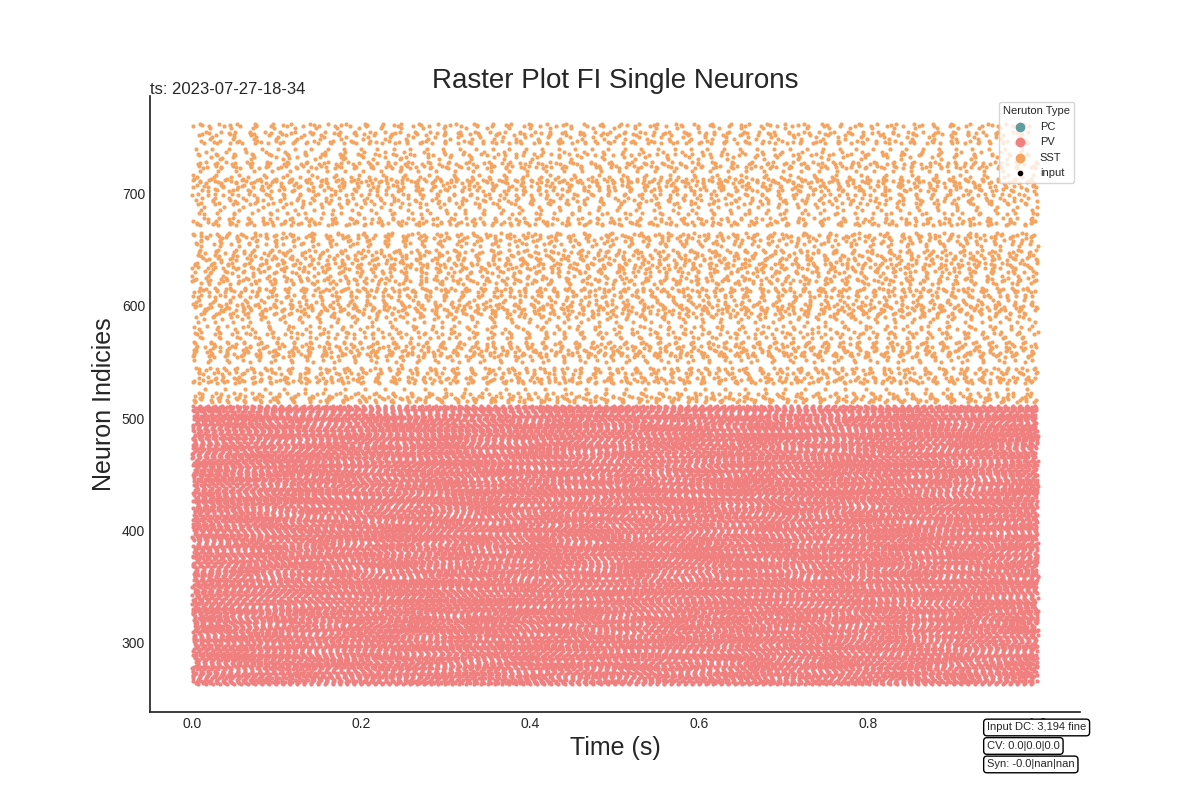 Raster Plot FI Single Neurons
ts: 2023-07-27-18-34
Neruton Type
PC
PV
SST
input
700
600
500
400
300
Neuron Indicies
0.0 0.2 0.4 0.6 0.8
Time (s)
Input DC: 3,194 fine
CV: 0.0|0.0|0.0
Syn: -0.0|nan|nan